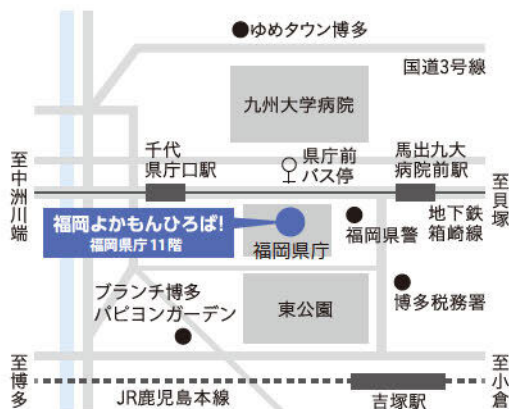 ゆめタウン博多
国道3号線
九州大学病院
千代
県庁口駅
県庁前
バス停
馬出九大
病院前駅
至中洲川端
至貝塚
福岡よかもんひろば!
福岡県庁11階
福岡県庁
福岡県警
地下鉄
箱崎線
ブランチ博多
パピヨンガーデン
東公園
博多税務署
至博多
JR鹿児島本線
吉塚駅
至小倉